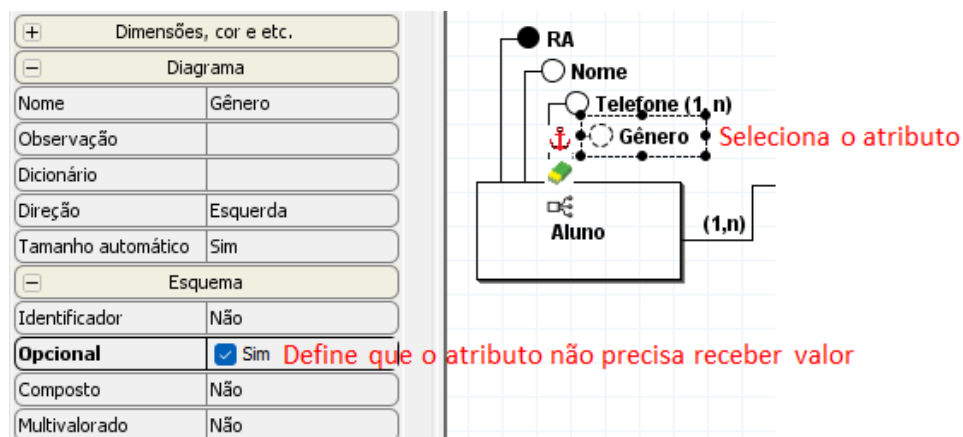 Dimensões, cor e etc.
Diagrama
Nome Gênero
Observação
Dicionário
Direção Esquerda
Tamanho automático Sim
Esquema
Identificador Não
Opcional Sim Define que o atributo não precisa receber valor
Composto Não
Multivalorado Não
RA
Nome
Telefone (1,n)
Gênero Seleciona o atributo
Aluno (1,n)